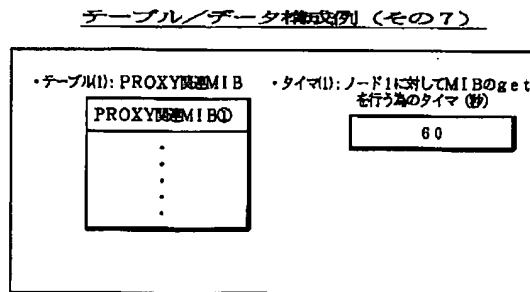 テーブル／データ構成例（その７）
・テーブル(1): PROXY関連MIB
・タイマ(1): ノード１に対してＭＩＢのｇｅｔ
を行う為のタイマ（秒）
PROXY関連MIB①
６０